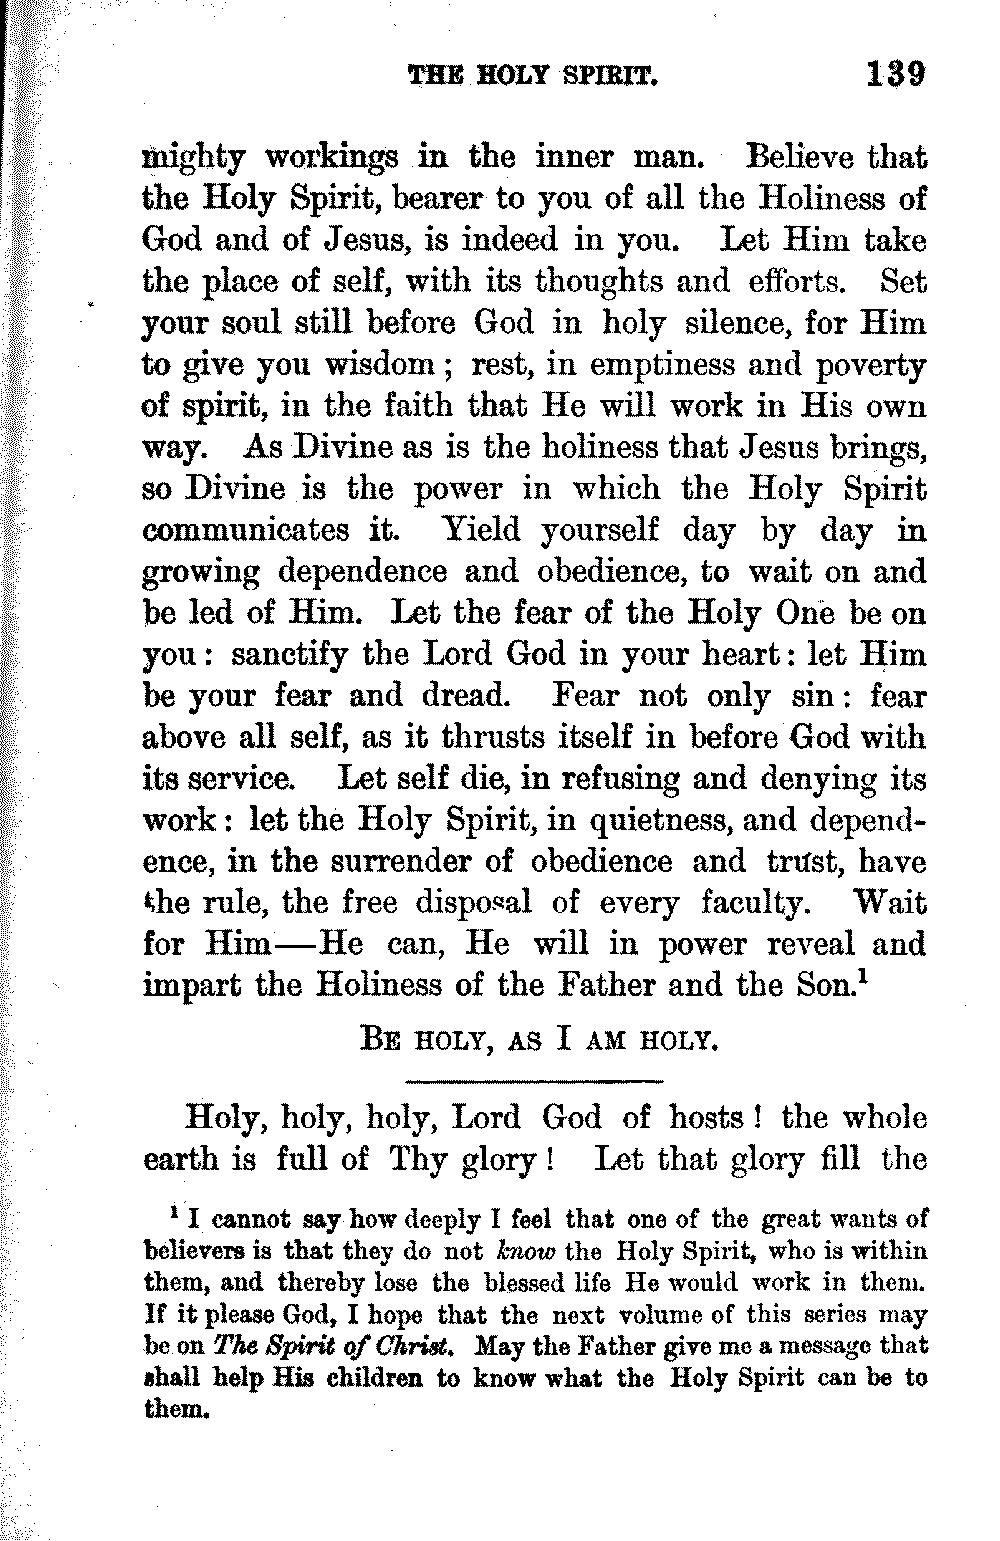 THE HOLY SPIRIT. 139
mighty workings in the inner man. Believe that
the Holy Spirit, bearer to you of all the Holiness of
God and of Jesus, is indeed in you. Let Him take
the place of self, with its thoughts and efforts. Set
your soul still before God in holy silence, for Him
to give you wisdom ; rest, in emptiness and poverty
of spirit, in the faith that He will work in His own
way. As Divine as is the holiness that Jesus brings,
so Divine is the power in which the Holy Spirit
communicates it. Yield yourself day by day in
growing dependence and obedience, to wait on and
be led of Him. Let the fear of the Holy One be on
you : sanctify the Lord God in your heart : let Him
be your fear and dread. Fear not only sin : fear
above all self, as it thrusts itself in before God with
its service. Let self die, in refusing and denying its
work : let the Holy Spirit, in quietness, and depend-
ence, in the surrender of obedience and trust, have
the rule, the free disposal of every faculty. Wait
for Him—He can, He will in power reveal and
impart the Holiness of the Father and the Son.¹
BE HOLY, AS I AM HOLY.
Holy, holy, holy, Lord God of hosts ! the whole
earth is full of Thy glory ! Let that glory fill the
¹ I cannot say how deeply I feel that one of the great wants of
believers is that they do not know the Holy Spirit, who is within
them, and thereby lose the blessed life He would work in them.
If it please God, I hope that the next volume of this series may
be on The Spirit of Christ. May the Father give me a message that
shall help His children to know what the Holy Spirit can be to
them.